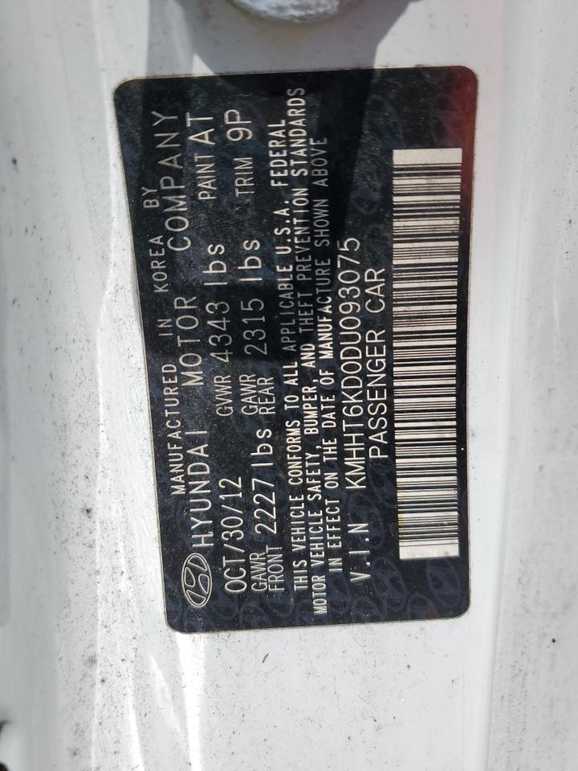 MANUFACTURED IN KOREA BY
HYUNDAI MOTOR COMPANY
OCT/30/12 GVWR 4343 lbs PAINT AT
GAWR FRONT 2227 lbs GAWR REAR 2315 lbs TRIM 9P
THIS VEHICLE CONFORMS TO ALL APPLICABLE U.S.A. FEDERAL
MOTOR VEHICLE SAFETY, BUMPER, AND THEFT PREVENTION STANDARDS
IN EFFECT ON THE DATE OF MANUFACTURE SHOWN ABOVE
V.I.N KMHHT6KD0DU093075
PASSENGER CAR